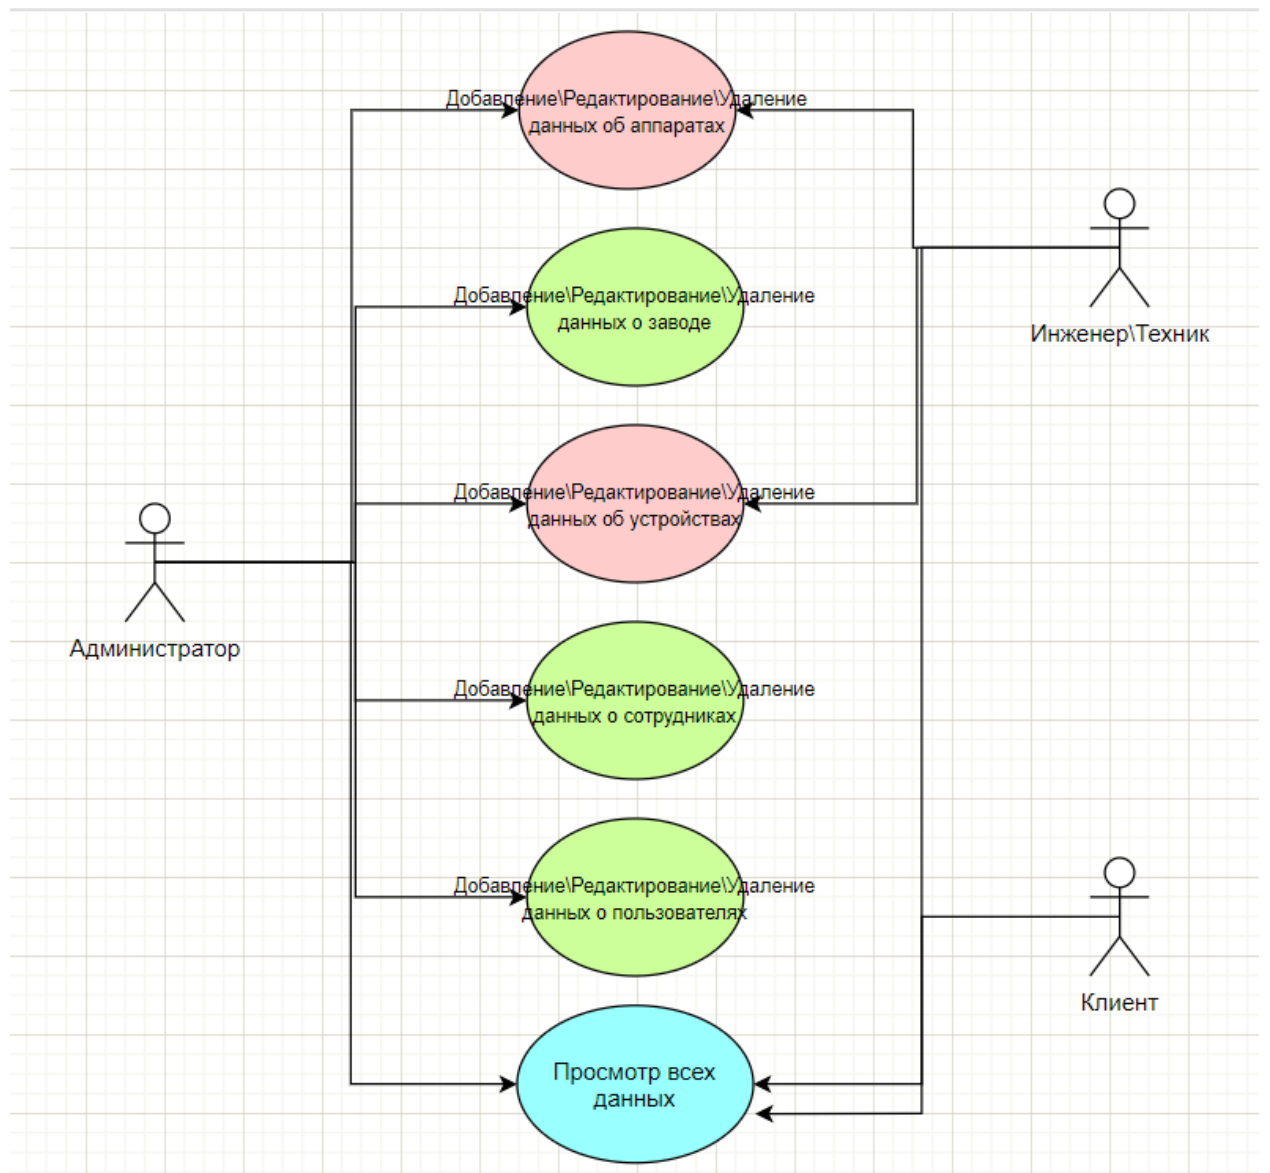 Добавление\Редактирование\Удаление
данных об аппаратах
Добавление\Редактирование\Удаление
данных о заводе
Инженер\Техник
Добавление\Редактирование\Удаление
данных об устройствах
Администратор
Добавление\Редактирование\Удаление
данных о сотрудниках
Добавление\Редактирование\Удаление
данных о пользователях
Клиент
Просмотр всех
данных